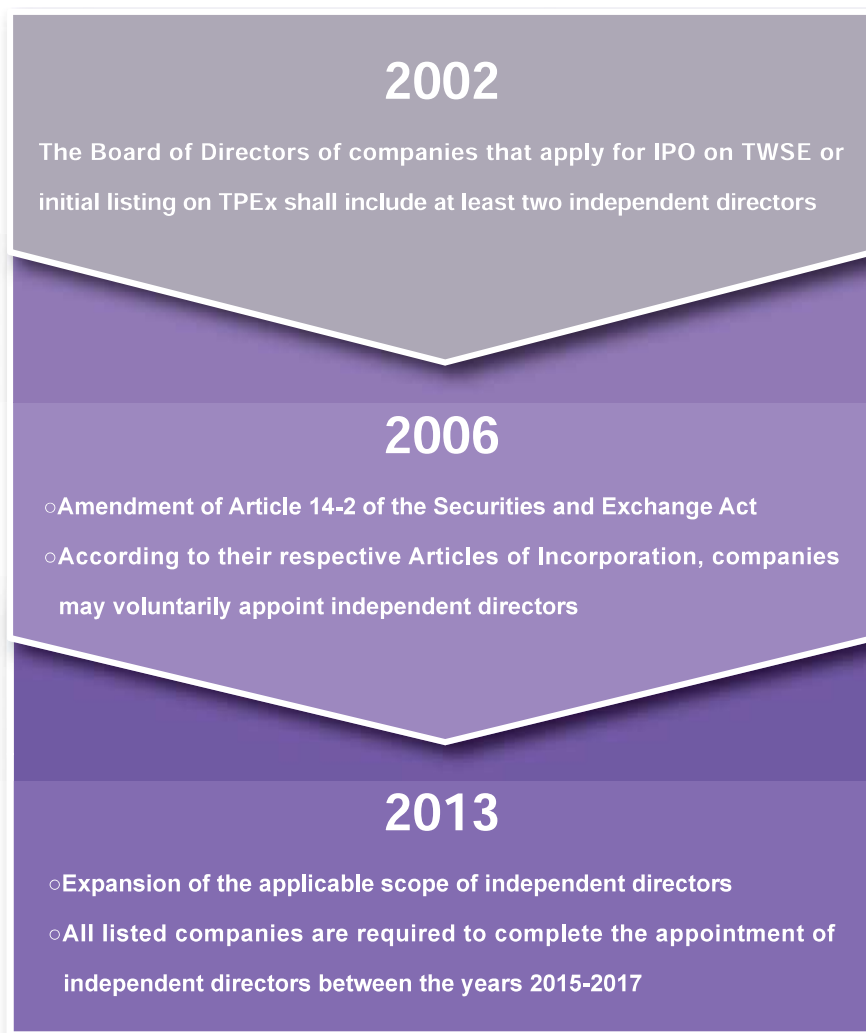 2002
The Board of Directors of companies that apply for IPO on TWSE or
initial listing on TPEx shall include at least two independent directors
2006
○Amendment of Article 14-2 of the Securities and Exchange Act
○According to their respective Articles of Incorporation, companies
may voluntarily appoint independent directors
2013
○Expansion of the applicable scope of independent directors
○All listed companies are required to complete the appointment of
independent directors between the years 2015-2017